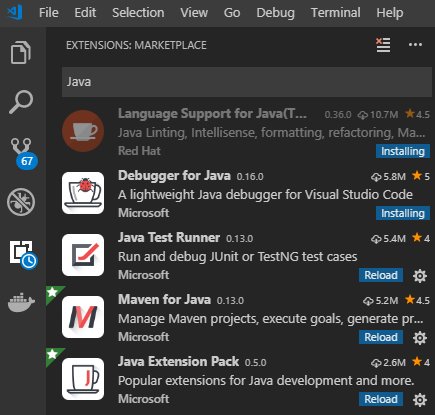 File Edit Selection View Go Debug Terminal Help
EXTENSIONS: MARKETPLACE
Java
Language Support for Java(T... 0.36.0 10.7M 4.5
Java Linting, Intellisense, formatting, refactoring, Ma...
Red Hat Installing
Debugger for Java 0.16.0 5.8M 5
A lightweight Java debugger for Visual Studio Code
Microsoft Installing
Java Test Runner 0.13.0 5.4M 4
Run and debug JUnit or TestNG test cases
Microsoft Reload
Maven for Java 0.13.0 5.2M 4.5
Manage Maven projects, execute goals, generate pr...
Microsoft Reload
Java Extension Pack 0.5.0 2.6M 4
Popular extensions for Java development and more.
Microsoft Reload
67